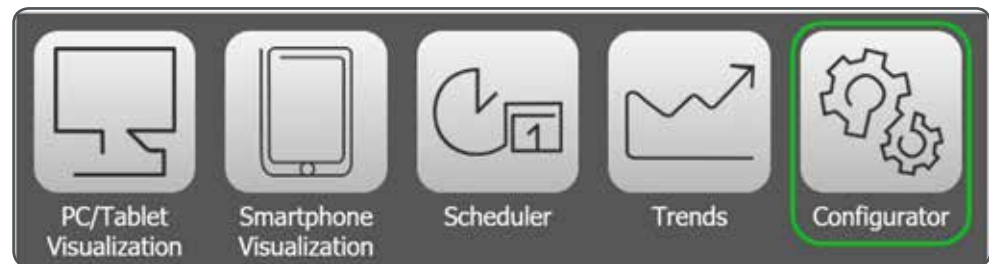 1
PC/Tablet
Visualization
Smartphone
Visualization
Scheduler
Trends
Configurator